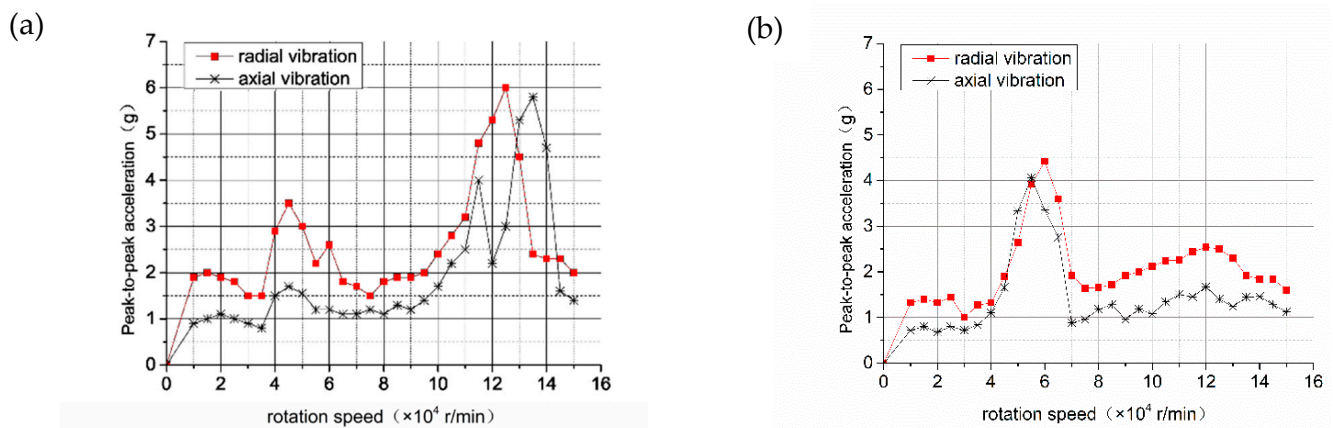 (a)
7
6
5
4
3
2
1
0
Peak-to-peak acceleration（g）
radial vibration
axial vibration
0 2 4 6 8 10 12 14 16
rotation speed（×10⁴ r/min）
(b)
7
6
5
4
3
2
1
0
Peak-to-peak acceleration（g）
radial vibration
axial vibration
0 2 4 6 8 10 12 14 16
rotation speed（×10⁴ r/min）